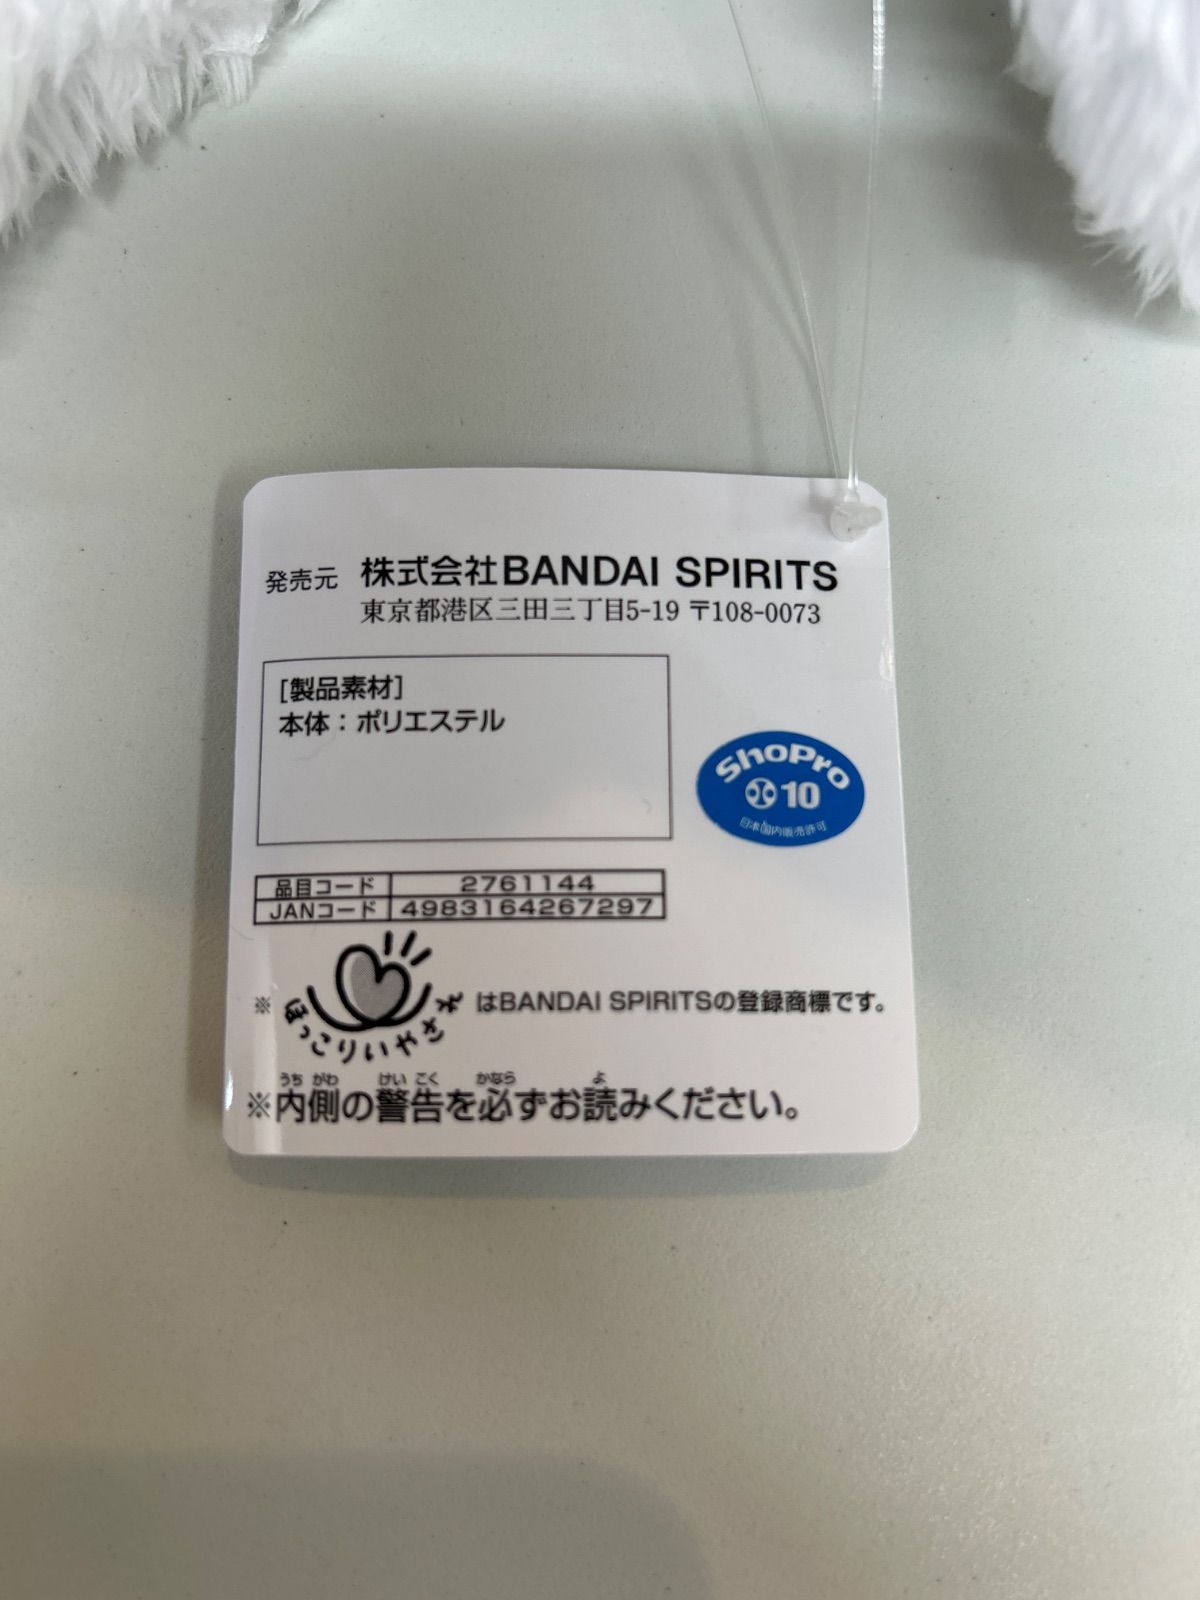 発売元 株式会社BANDAI SPIRITS
東京都港区三田三丁目5-19 〒108-0073
[製品素材]
本体：ポリエステル
ShoPro
10
日本国内販売許可
品目コード 2761144
JANコード 4983164267297
※ ほっこりいやされ はBANDAI SPIRITSの登録商標です。
うち がわ けい こく かなら よ
※内側の警告を必ずお読みください。